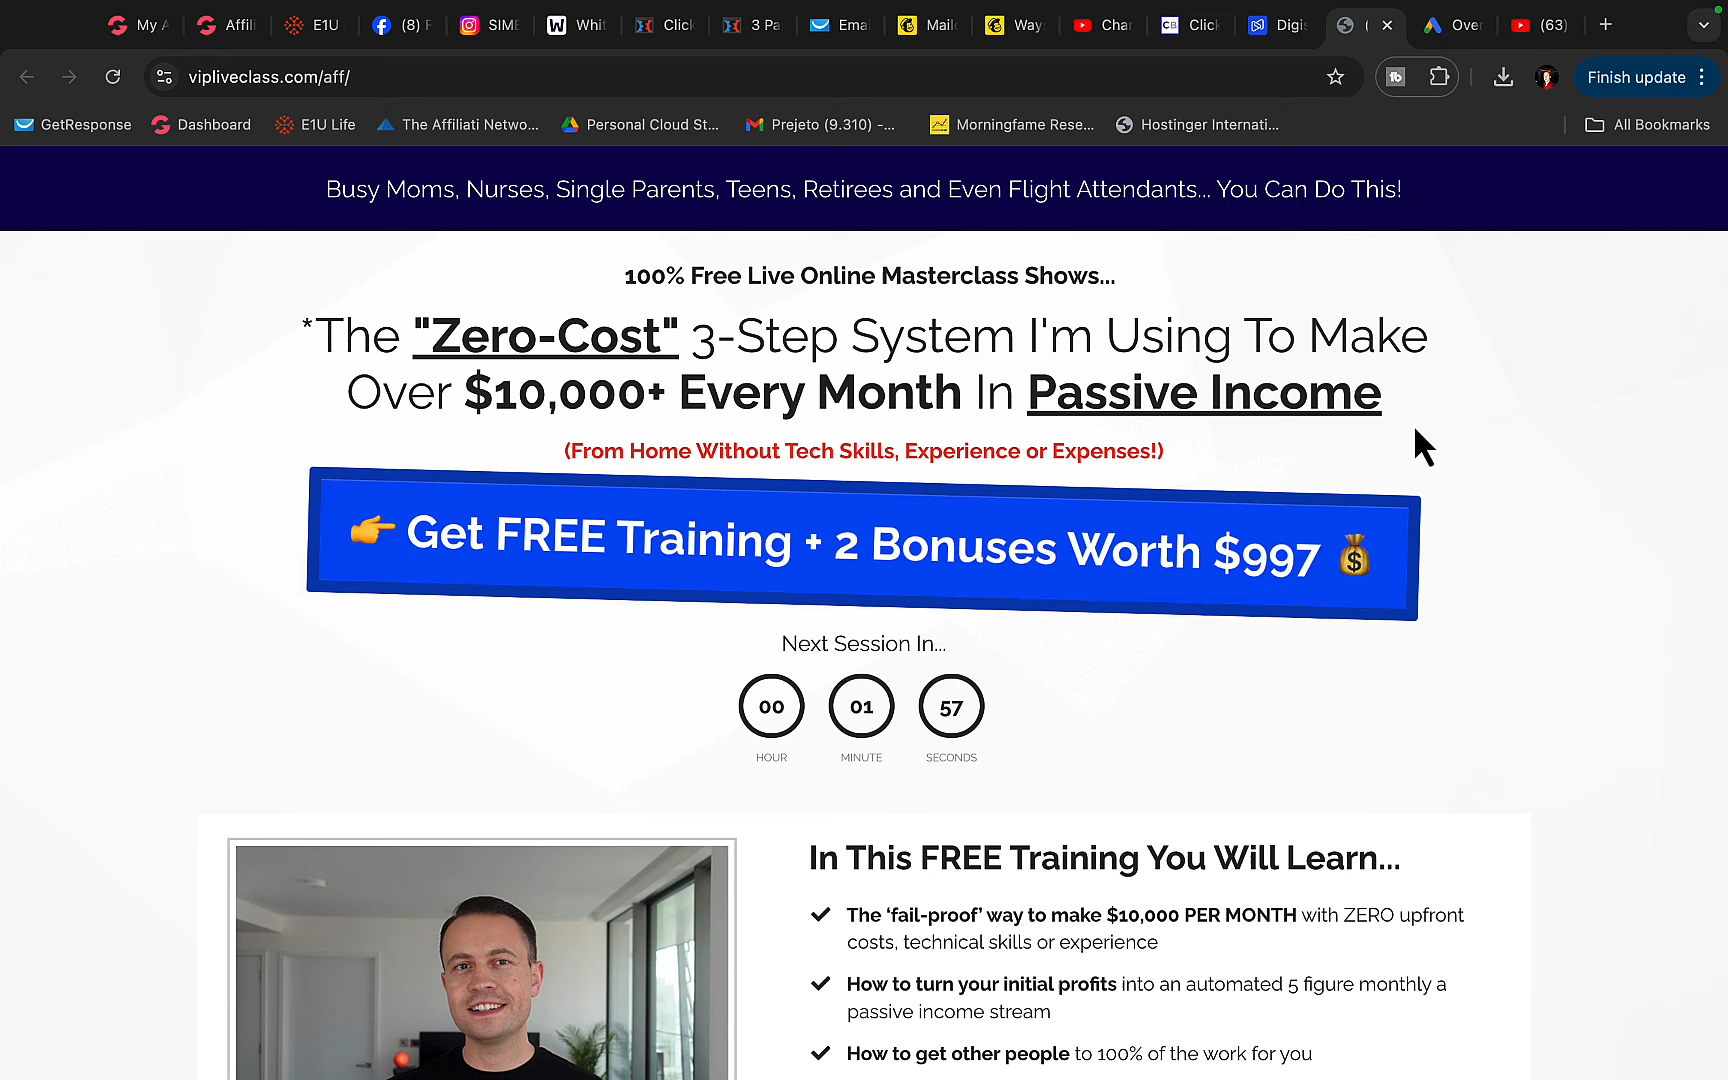 My A
Affili
E1U
(8) F
SIME
Whit
Click
3 Pa
Emai
Maile
Way
Char
CB
Click
Digis
(
Over
(63)
vipliveclass.com/aff/
tb
Finish update
GetResponse
Dashboard
E1U Life
The Affiliati Netwo...
Personal Cloud St...
Prejeto (9.310) -...
Morningfame Rese...
Hostinger Internati...
All Bookmarks
Busy Moms, Nurses, Single Parents, Teens, Retirees and Even Flight Attendants... You Can Do This!
100% Free Live Online Masterclass Shows...
*The "Zero-Cost" 3-Step System I'm Using To Make
Over $10,000+ Every Month In Passive Income
(From Home Without Tech Skills, Experience or Expenses!)
👉 Get FREE Training + 2 Bonuses Worth $997 💰
Next Session In...
00 01 57
HOUR MINUTE SECONDS
In This FREE Training You Will Learn...
The ‘fail-proof’ way to make $10,000 PER MONTH with ZERO upfront
costs, technical skills or experience
How to turn your initial profits into an automated 5 figure monthly a
passive income stream
How to get other people to 100% of the work for you